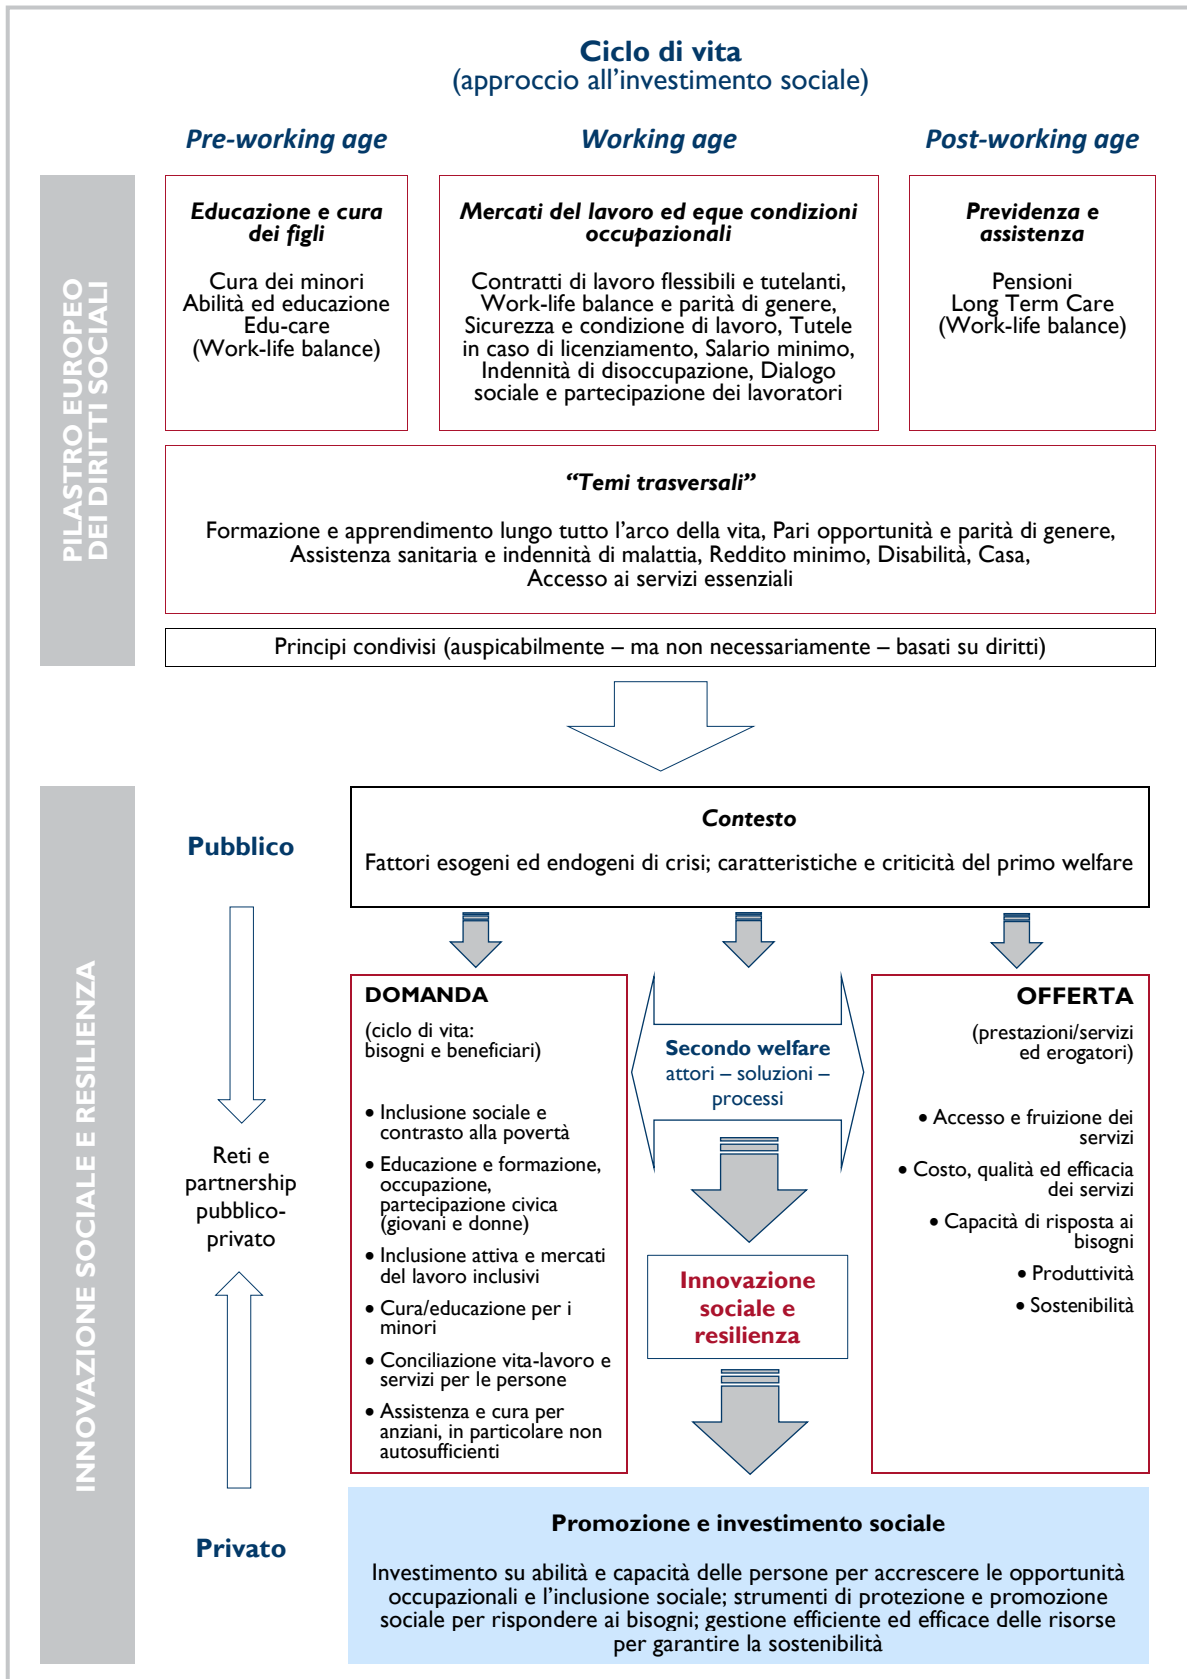 Ciclo di vita
(approccio all’investimento sociale)
Pre-working age
Working age
Post-working age
PILASTRO EUROPEO
DEI DIRITTI SOCIALI
Educazione e cura
dei figli
Cura dei minori
Abilità ed educazione
Edu-care
(Work-life balance)
Mercati del lavoro ed eque condizioni
occupazionali
Contratti di lavoro flessibili e tutelanti,
Work-life balance e parità di genere,
Sicurezza e condizione di lavoro, Tutele
in caso di licenziamento, Salario minimo,
Indennità di disoccupazione, Dialogo
sociale e partecipazione dei lavoratori
Previdenza e
assistenza
Pensioni
Long Term Care
(Work-life balance)
“Temi trasversali”
Formazione e apprendimento lungo tutto l’arco della vita, Pari opportunità e parità di genere,
Assistenza sanitaria e indennità di malattia, Reddito minimo, Disabilità, Casa,
Accesso ai servizi essenziali
Principi condivisi (auspicabilmente – ma non necessariamente – basati su diritti)
INNOVAZIONE SOCIALE E RESILIENZA
Pubblico
Reti e
partnership
pubblico-
privato
Privato
Contesto
Fattori esogeni ed endogeni di crisi; caratteristiche e criticità del primo welfare
DOMANDA
(ciclo di vita:
bisogni e beneficiari)
• Inclusione sociale e
contrasto alla povertà
• Educazione e formazione,
occupazione,
partecipazione civica
(giovani e donne)
• Inclusione attiva e mercati
del lavoro inclusivi
• Cura/educazione per i
minori
• Conciliazione vita-lavoro e
servizi per le persone
• Assistenza e cura per
anziani, in particolare non
autosufficienti
Secondo welfare
attori – soluzioni –
processi
Innovazione
sociale e
resilienza
OFFERTA
(prestazioni/servizi
ed erogatori)
• Accesso e fruizione dei
servizi
• Costo, qualità ed efficacia
dei servizi
• Capacità di risposta ai
bisogni
• Produttività
• Sostenibilità
Promozione e investimento sociale
Investimento su abilità e capacità delle persone per accrescere le opportunità
occupazionali e l’inclusione sociale; strumenti di protezione e promozione
sociale per rispondere ai bisogni; gestione efficiente ed efficace delle risorse
per garantire la sostenibilità